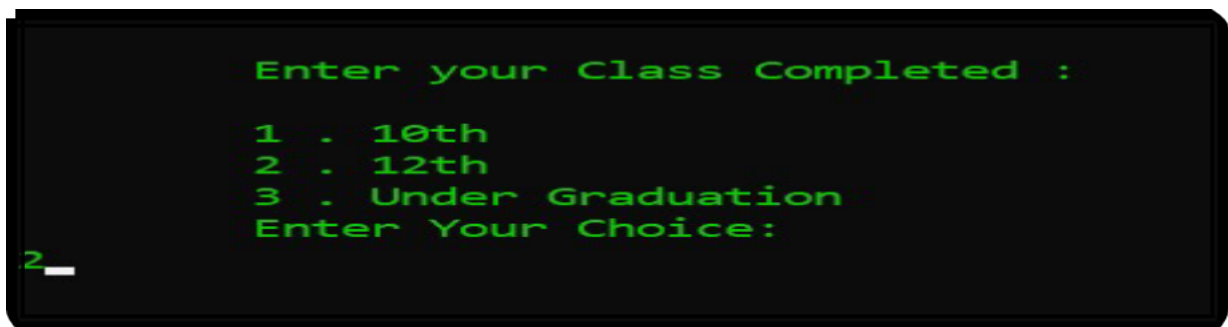 Enter your Class Completed :
1 . 10th
2 . 12th
3 . Under Graduation
Enter Your Choice:
2